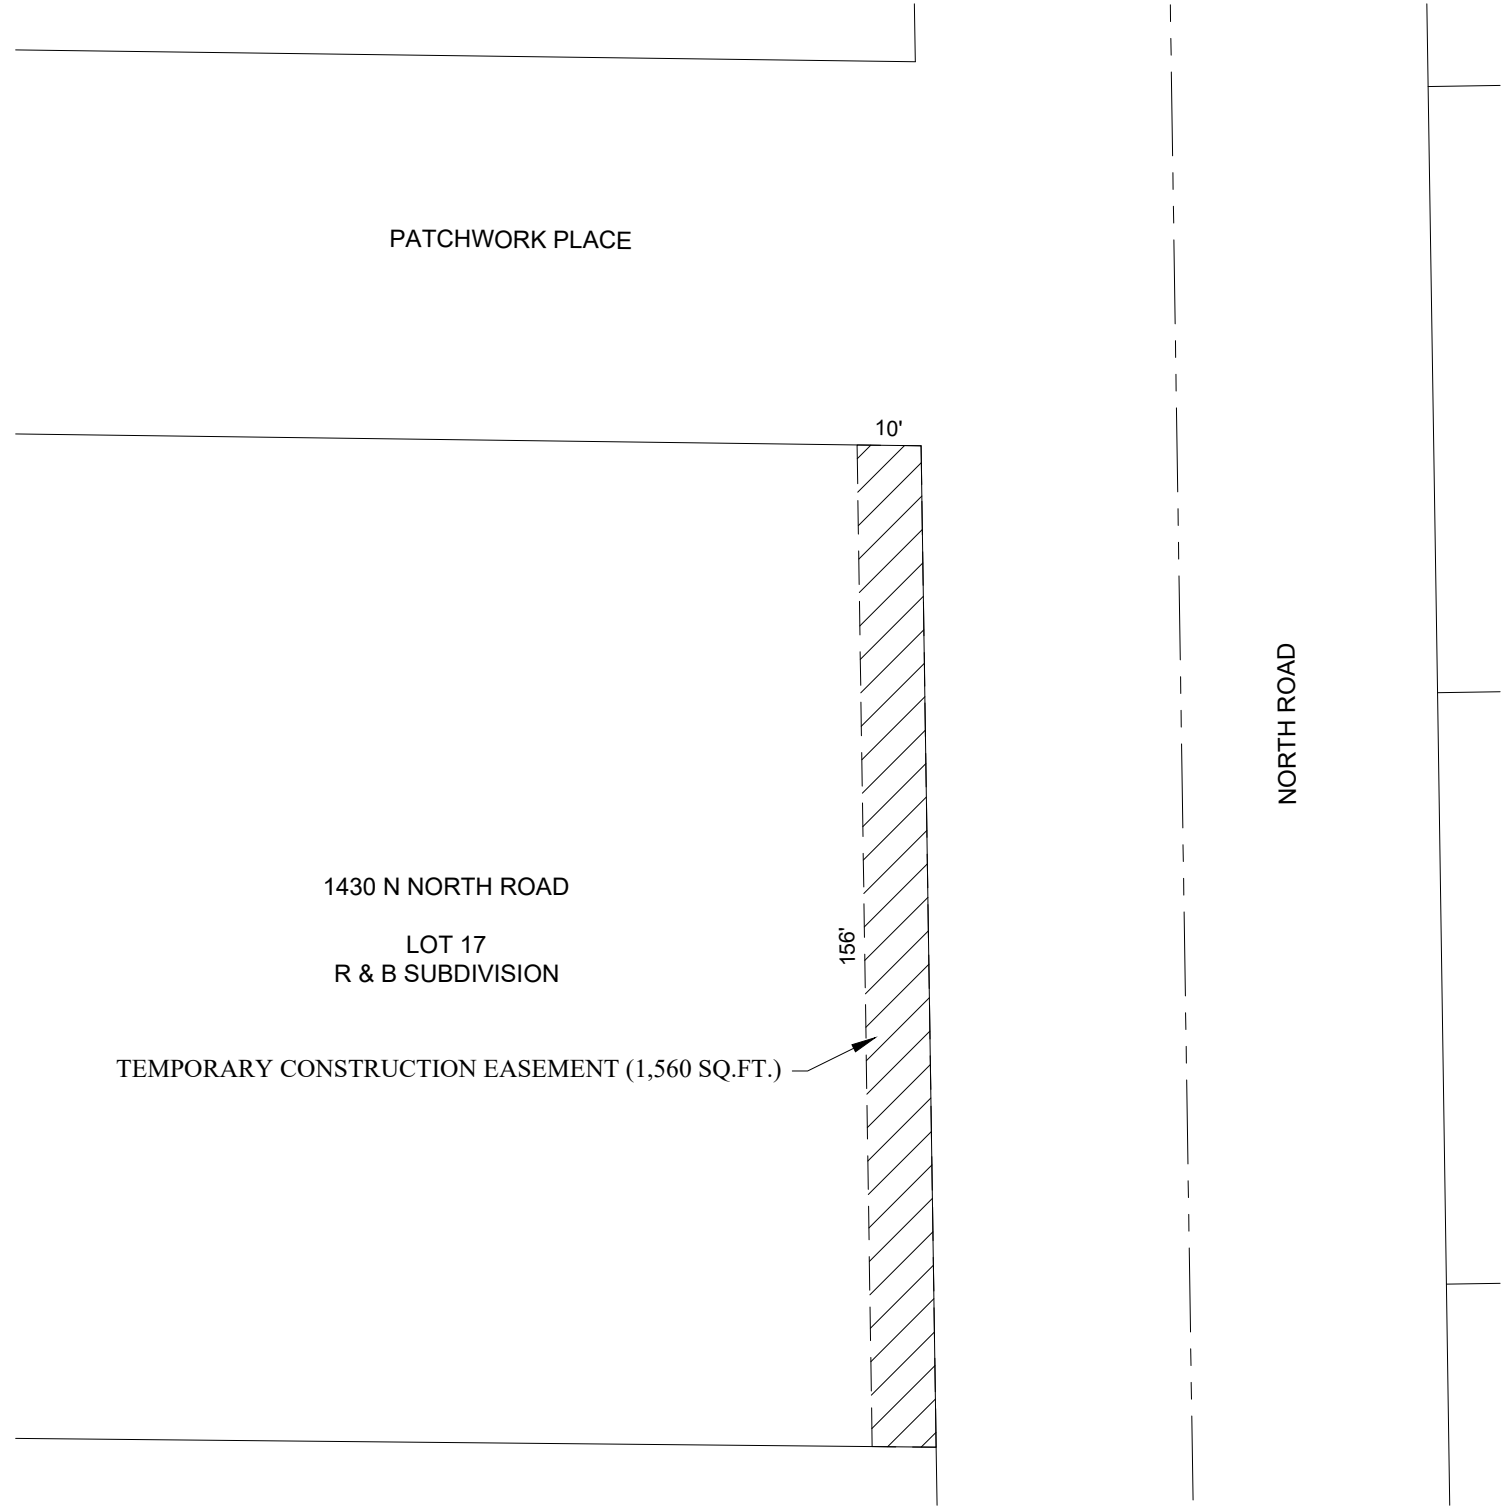 PATCHWORK PLACE
10'
NORTH ROAD
1430 N NORTH ROAD
LOT 17
R & B SUBDIVISION
156'
TEMPORARY CONSTRUCTION EASEMENT (1,560 SQ.FT.)